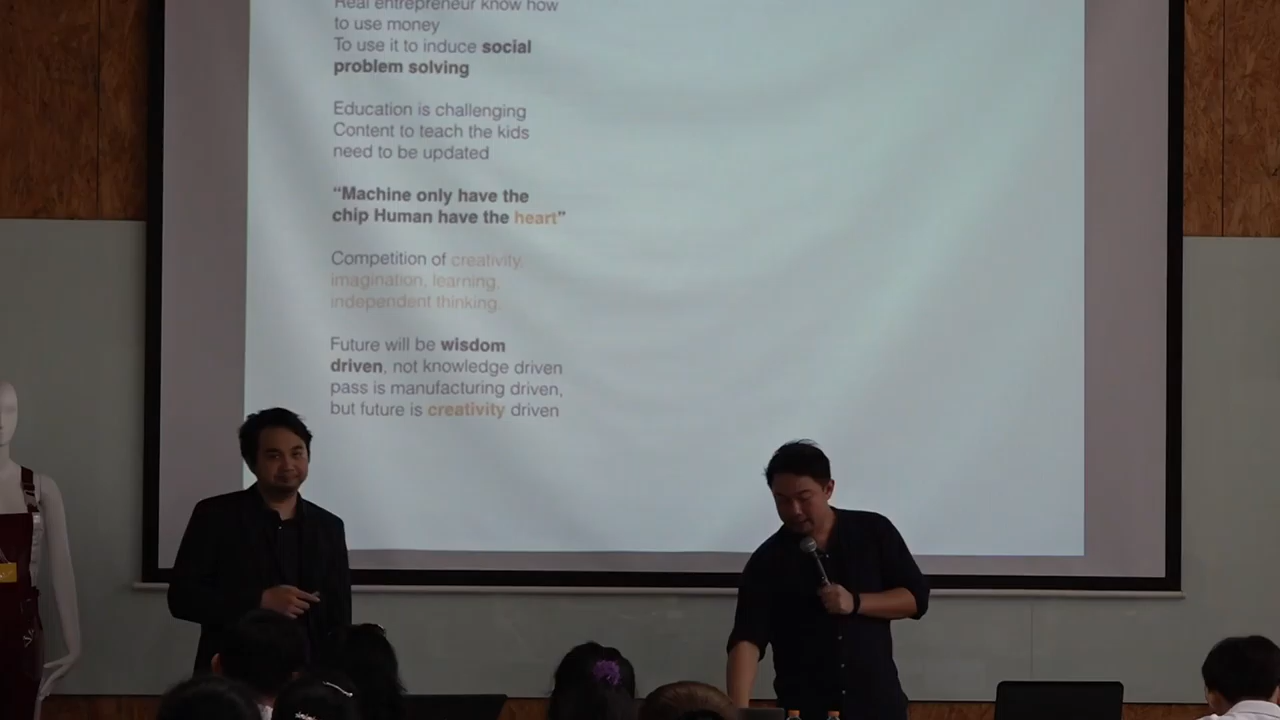 Real entrepreneur know how
to use money
To use it to induce social
problem solving
Education is challenging
Content to teach the kids
need to be updated
“Machine only have the
chip Human have the heart”
Competition of creativity,
imagination, learning,
independent thinking.
Future will be wisdom
driven, not knowledge driven
pass is manufacturing driven,
but future is creativity driven